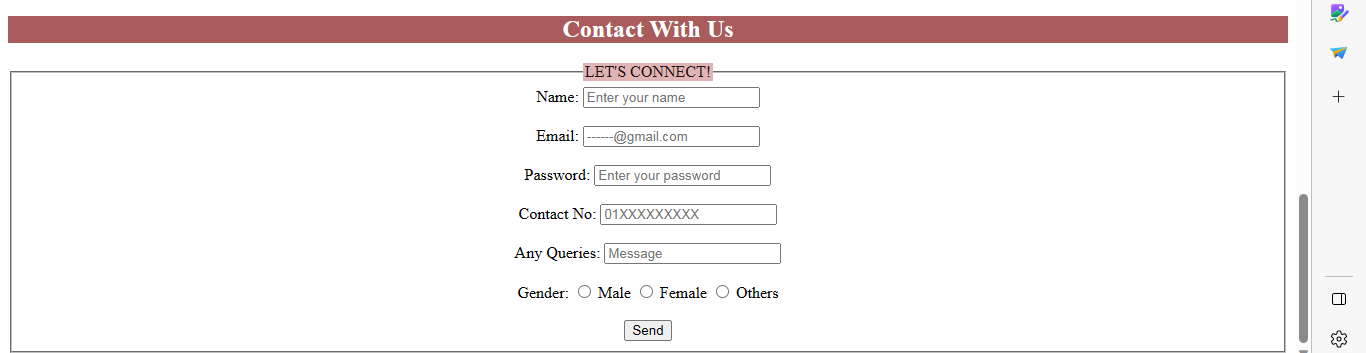 Contact With Us
LET'S CONNECT!
Name: Enter your name
Email: ------@gmail.com
Password: Enter your password
Contact No: 01XXXXXXXXX
Any Queries: Message
Gender: Male Female Others
Send